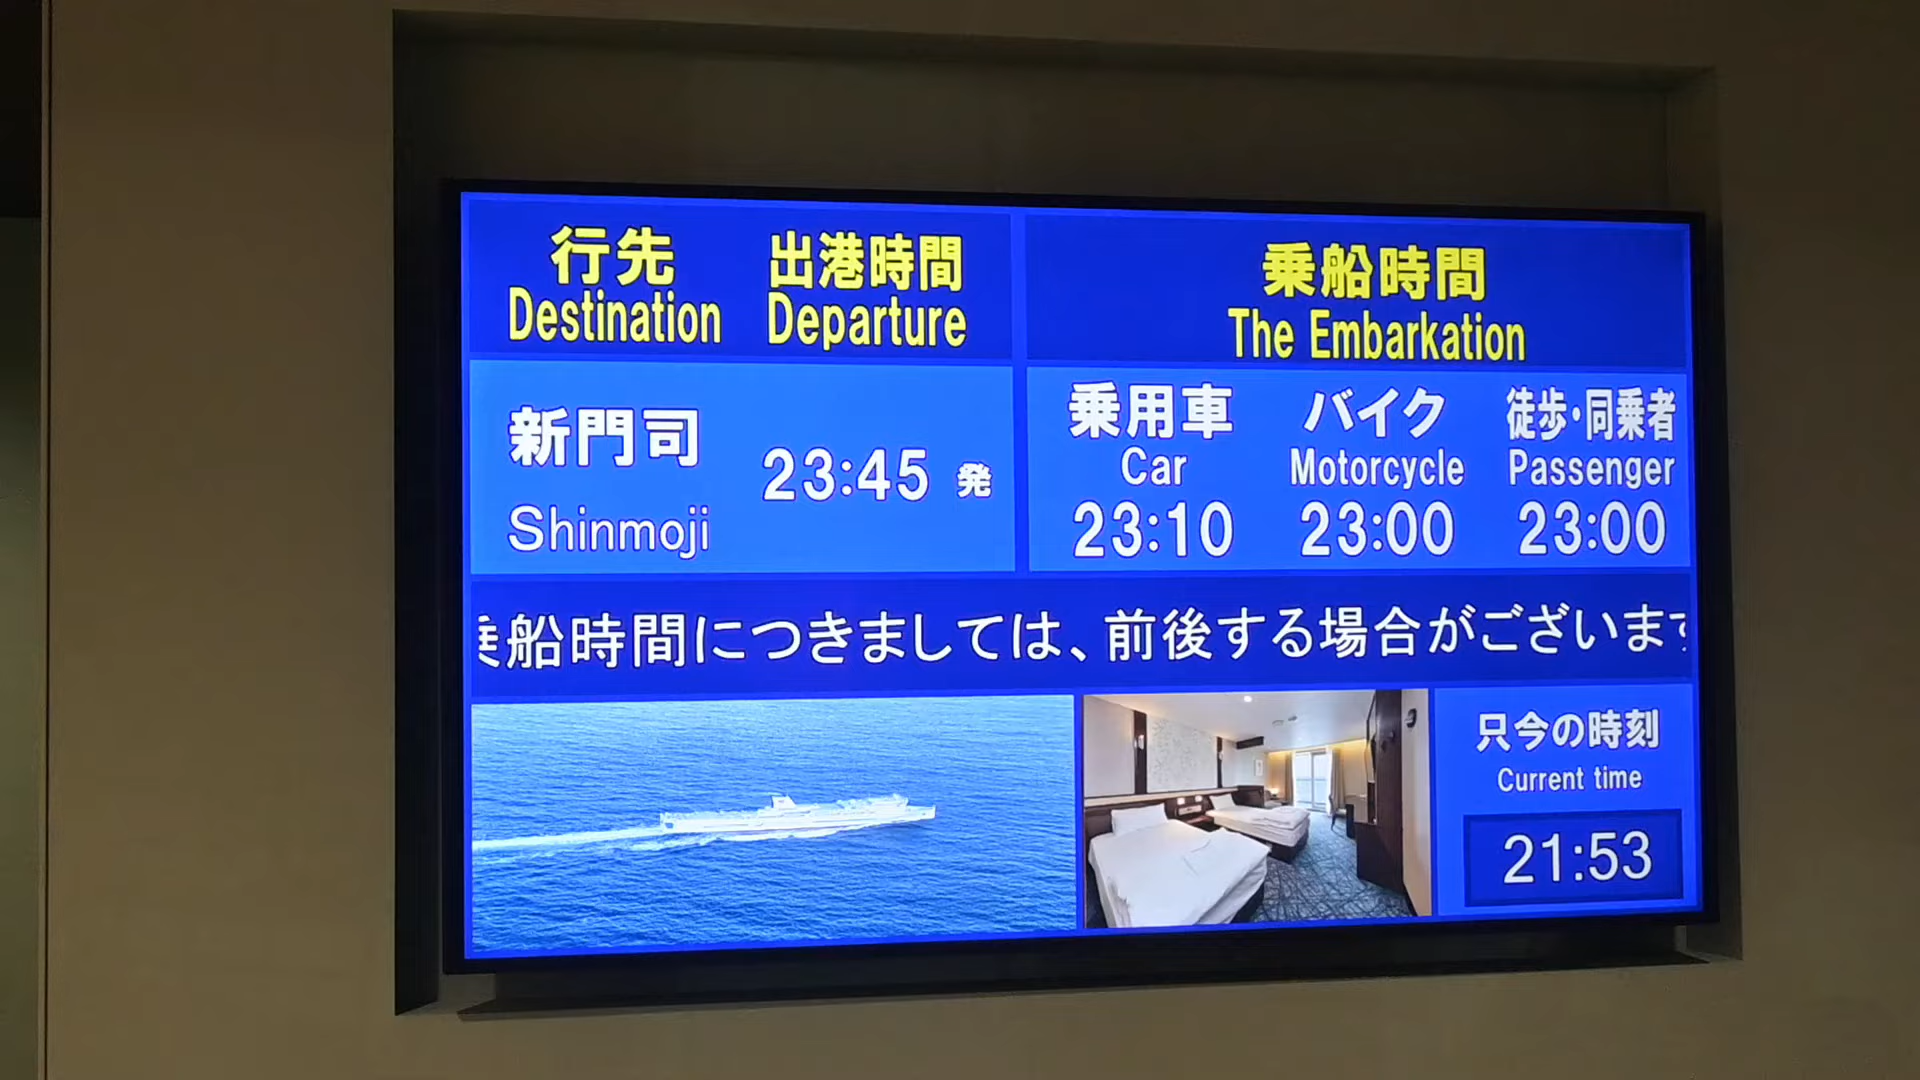 行先 出港時間
Destination Departure
乗船時間
The Embarkation
新門司
Shinmoji
23:45 発
乗用車 バイク 徒歩・同乗者
Car Motorcycle Passenger
23:10 23:00 23:00
乗船時間につきましては、前後する場合がございます
只今の時刻
Current time
21:53